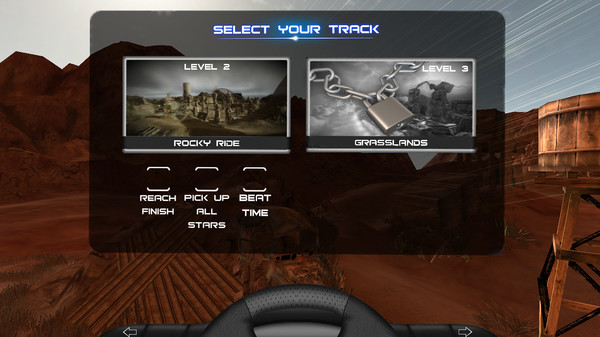 SELECT YOUR TRACK
LEVEL 2
LEVEL 3
ROCKY RIDE
GRASSLANDS
REACH FINISH
PICK UP ALL STARS
BEAT TIME